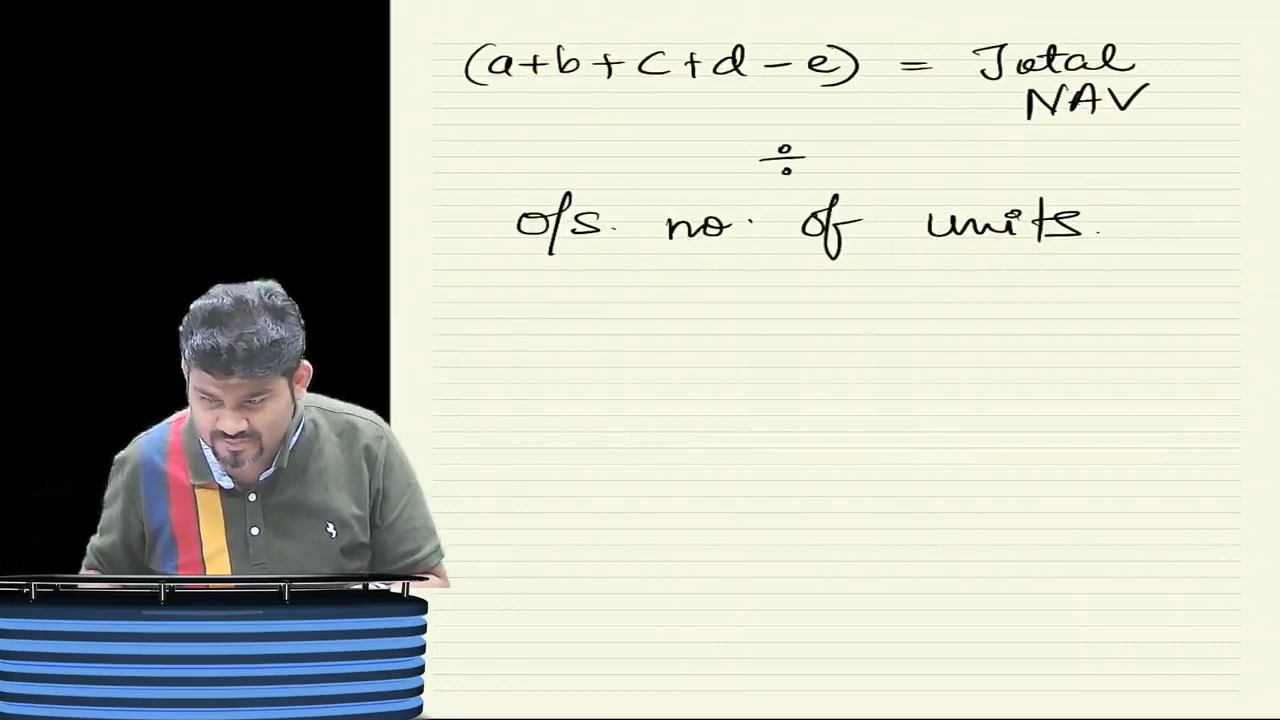 (a+b+c+d-e) = Total
NAV
÷
o/s. no. of units.